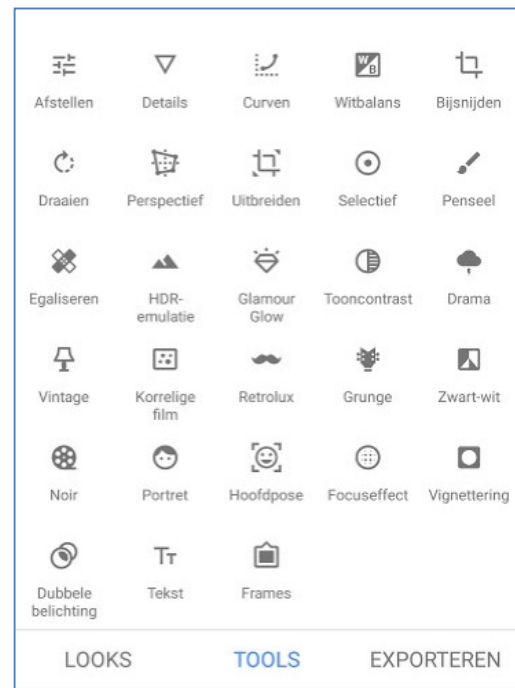 Afstellen Details Curven Witbalans Bijsnijden
Draaien Perspectief Uitbreiden Selectief Penseel
Egaliseren HDR-
emulatie Glamour
Glow Tooncontrast Drama
Vintage Korrelige
film Retrolux Grunge Zwart-wit
Noir Portret Hoofdpose Focuseffect Vignettering
Dubbele
belichting Tekst Frames
LOOKS TOOLS EXPORTEREN